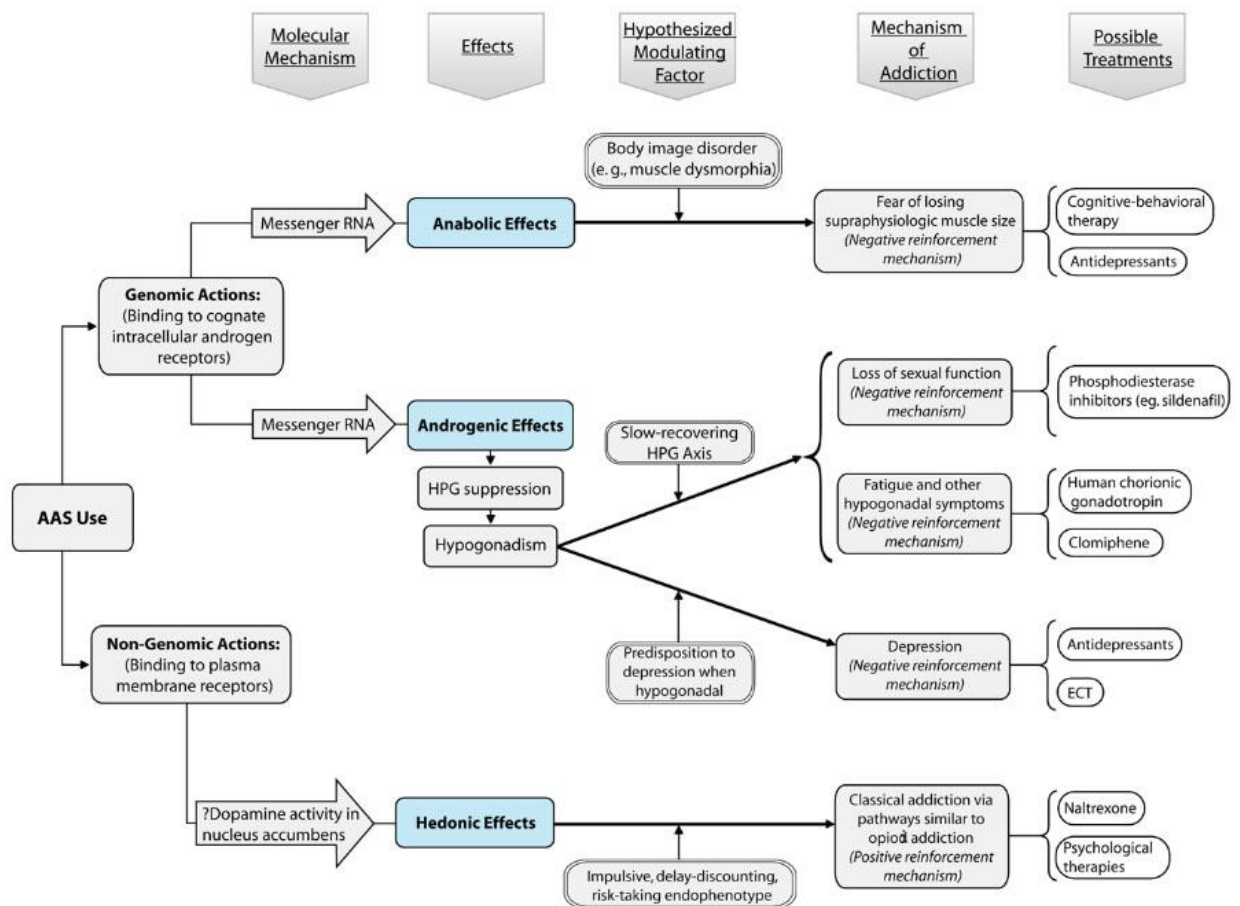 Molecular
Mechanism
Effects
Hypothesized
Modulating
Factor
Mechanism
of
Addiction
Possible
Treatments
Body image disorder
(e. g., muscle dysmorphia)
Messenger RNA
Anabolic Effects
Fear of losing
supraphysiologic muscle size
(Negative reinforcement
mechanism)
Cognitive-behavioral
therapy
Antidepressants
Genomic Actions:
(Binding to cognate
intracellular androgen
receptors)
Messenger RNA
Androgenic Effects
HPG suppression
Hypogonadism
Slow-recovering
HPG Axis
Loss of sexual function
(Negative reinforcement
mechanism)
Phosphodiesterase
inhibitors (eg. sildenafil)
Fatigue and other
hypogonadal symptoms
(Negative reinforcement
mechanism)
Human chorionic
gonadotropin
Clomiphene
AAS Use
Non-Genomic Actions:
(Binding to plasma
membrane receptors)
Predisposition to
depression when
hypogonadal
Depression
(Negative reinforcement
mechanism)
Antidepressants
ECT
?Dopamine activity in
nucleus accumbens
Hedonic Effects
Impulsive, delay-discounting,
risk-taking endophenotype
Classical addiction via
pathways similar to
opiod addiction
(Positive reinforcement
mechanism)
Naltrexone
Psychological
therapies